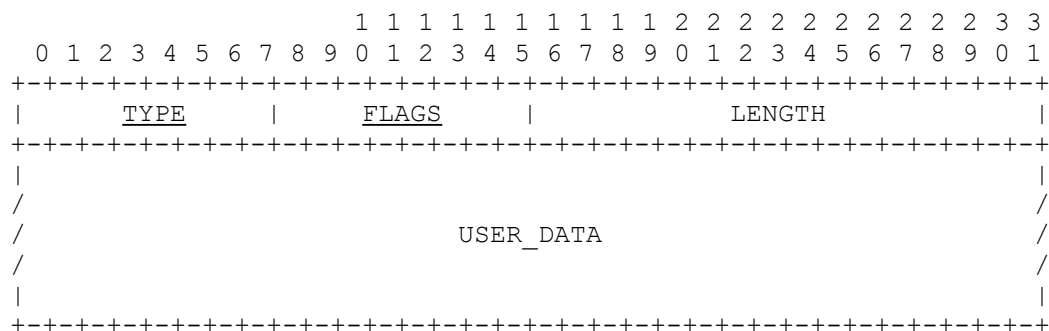 1 1 1 1 1 1 1 1 1 1 2 2 2 2 2 2 2 2 2 2 3 3
  0 1 2 3 4 5 6 7 8 9 0 1 2 3 4 5 6 7 8 9 0 1 2 3 4 5 6 7 8 9 0 1
+-+-+-+-+-+-+-+-+-+-+-+-+-+-+-+-+-+-+-+-+-+-+-+-+-+-+-+-+-+-+-+-+
|      TYPE     |     FLAGS     |            LENGTH             |
+-+-+-+-+-+-+-+-+-+-+-+-+-+-+-+-+-+-+-+-+-+-+-+-+-+-+-+-+-+-+-+-+
|                                                               |
/                                                               /
/                           USER_DATA                           /
/                                                               /
|                                                               |
+-+-+-+-+-+-+-+-+-+-+-+-+-+-+-+-+-+-+-+-+-+-+-+-+-+-+-+-+-+-+-+-+